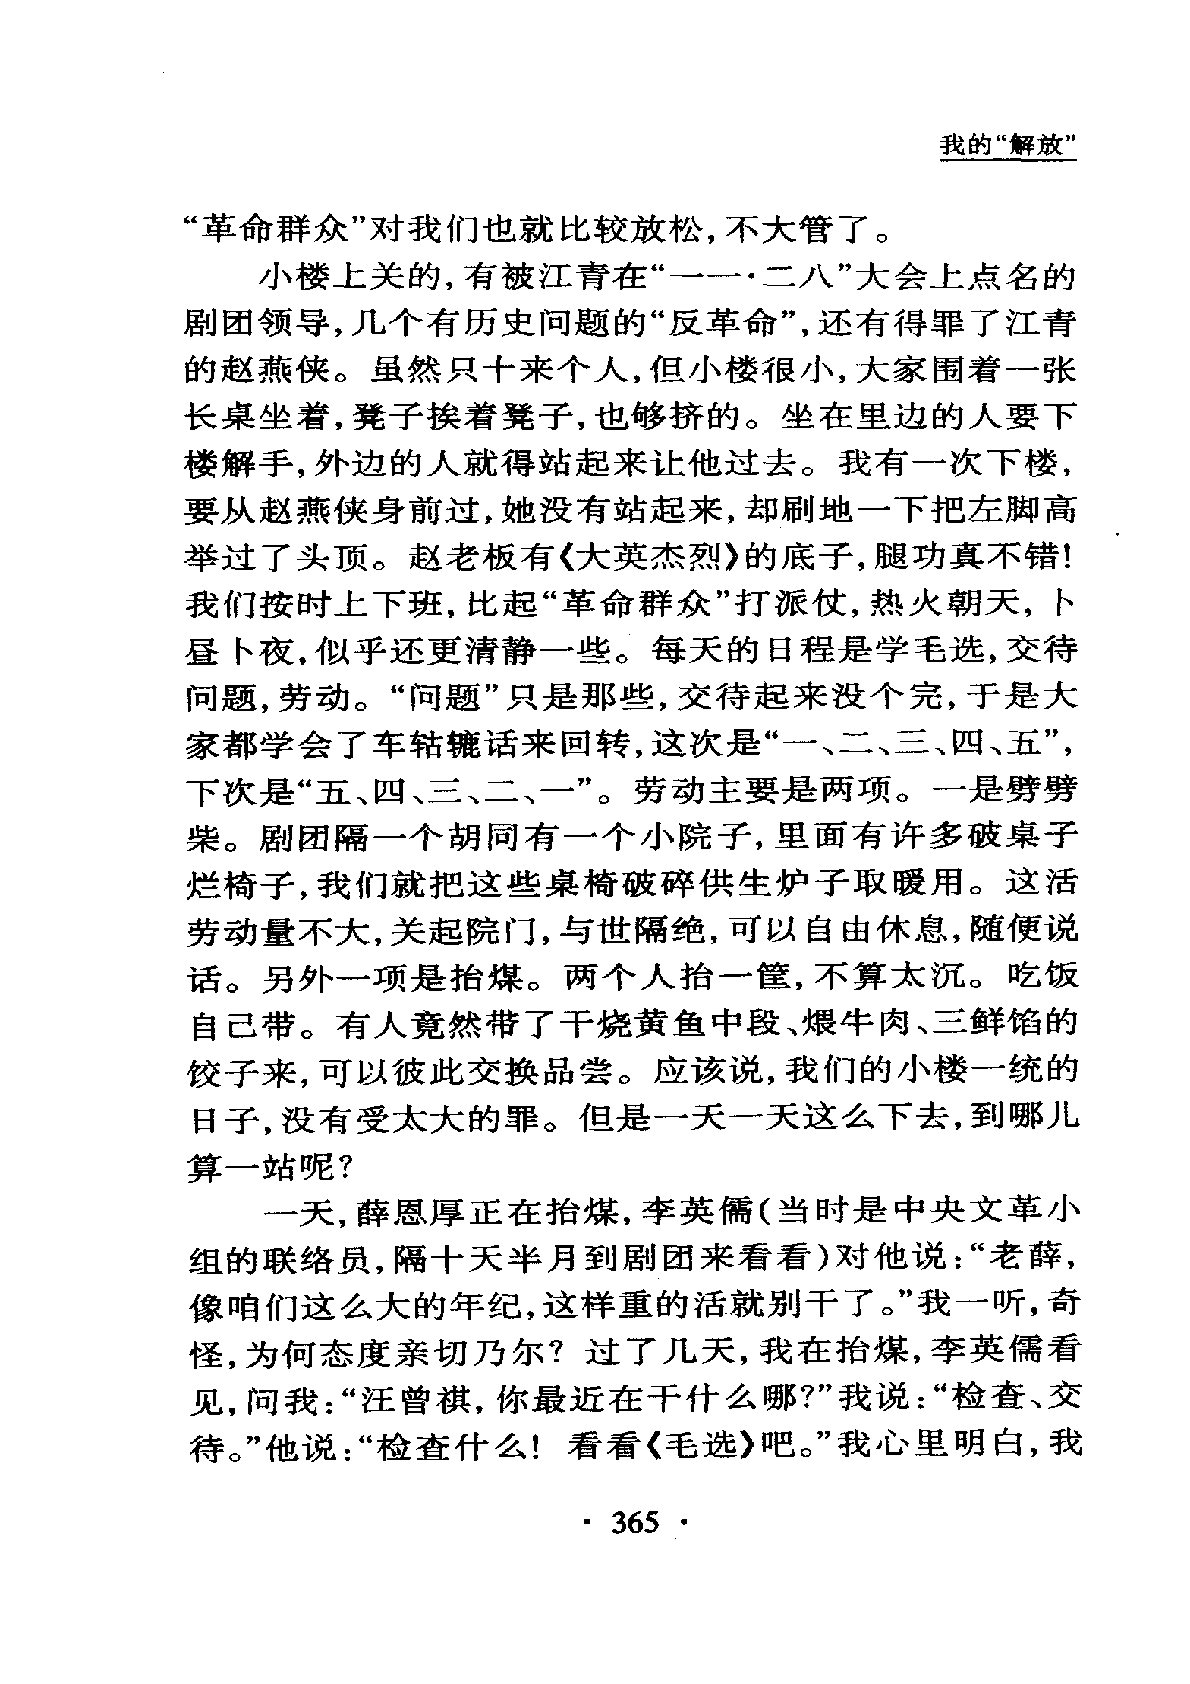 我的“解放”
“革命群众”对我们也就比较放松,不大管了。
小楼上关的,有被江青在“一一·二八”大会上点名的
剧团领导,几个有历史问题的“反革命”,还有得罪了江青
的赵燕侠。虽然只十来个人,但小楼很小,大家围着一张
长桌坐着,凳子挨着凳子,也够挤的。坐在里边的人要下
楼解手,外边的人就得站起来让他过去。我有一次下楼,
要从赵燕侠身前过,她没有站起来,却刷地一下把左脚高
举过了头顶。赵老板有《大英杰烈》的底子,腿功真不错!
我们按时上下班,比起“革命群众”打派仗,热火朝天,卜
昼卜夜,似乎还更清静一些。每天的日程是学毛选,交待
问题,劳动。“问题”只是那些,交待起来没个完,于是大
家都学会了车轱辘话来回转,这次是“一、二、三、四、五”,
下次是“五、四、三、二、一”。劳动主要是两项。一是劈劈
柴。剧团隔一个胡同有一个小院子,里面有许多破桌子
烂椅子,我们就把这些桌椅破碎供生炉子取暖用。这活
劳动量不大,关起院门,与世隔绝,可以自由休息,随便说
话。另外一项是抬煤。两个人抬一筐,不算太沉。吃饭
自己带。有人竟然带了干烧黄鱼中段、煨牛肉、三鲜馅的
饺子来,可以彼此交换品尝。应该说,我们的小楼一统的
日子,没有受太大的罪。但是一天一天这么下去,到哪儿
算一站呢?
一天,薛恩厚正在抬煤,李英儒(当时是中央文革小
组的联络员,隔十天半月到剧团来看看)对他说:“老薛,
像咱们这么大的年纪,这样重的活就别干了。”我一听,奇
怪,为何态度亲切乃尔? 过了几天,我在抬煤,李英儒看
见,问我:“汪曾祺,你最近在干什么哪?”我说:“检查、交
待。”他说:“检查什么! 看看《毛选》吧。”我心里明白,我
· 365 ·